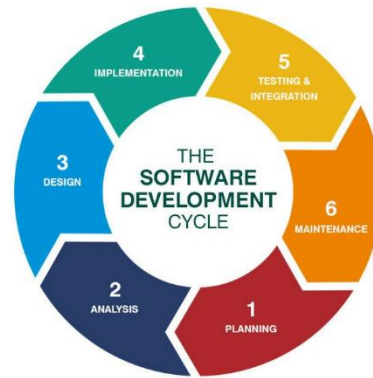 THE
SOFTWARE
DEVELOPMENT
CYCLE
1
PLANNING
2
ANALYSIS
3
DESIGN
4
IMPLEMENTATION
5
TESTING &
INTEGRATION
6
MAINTENANCE